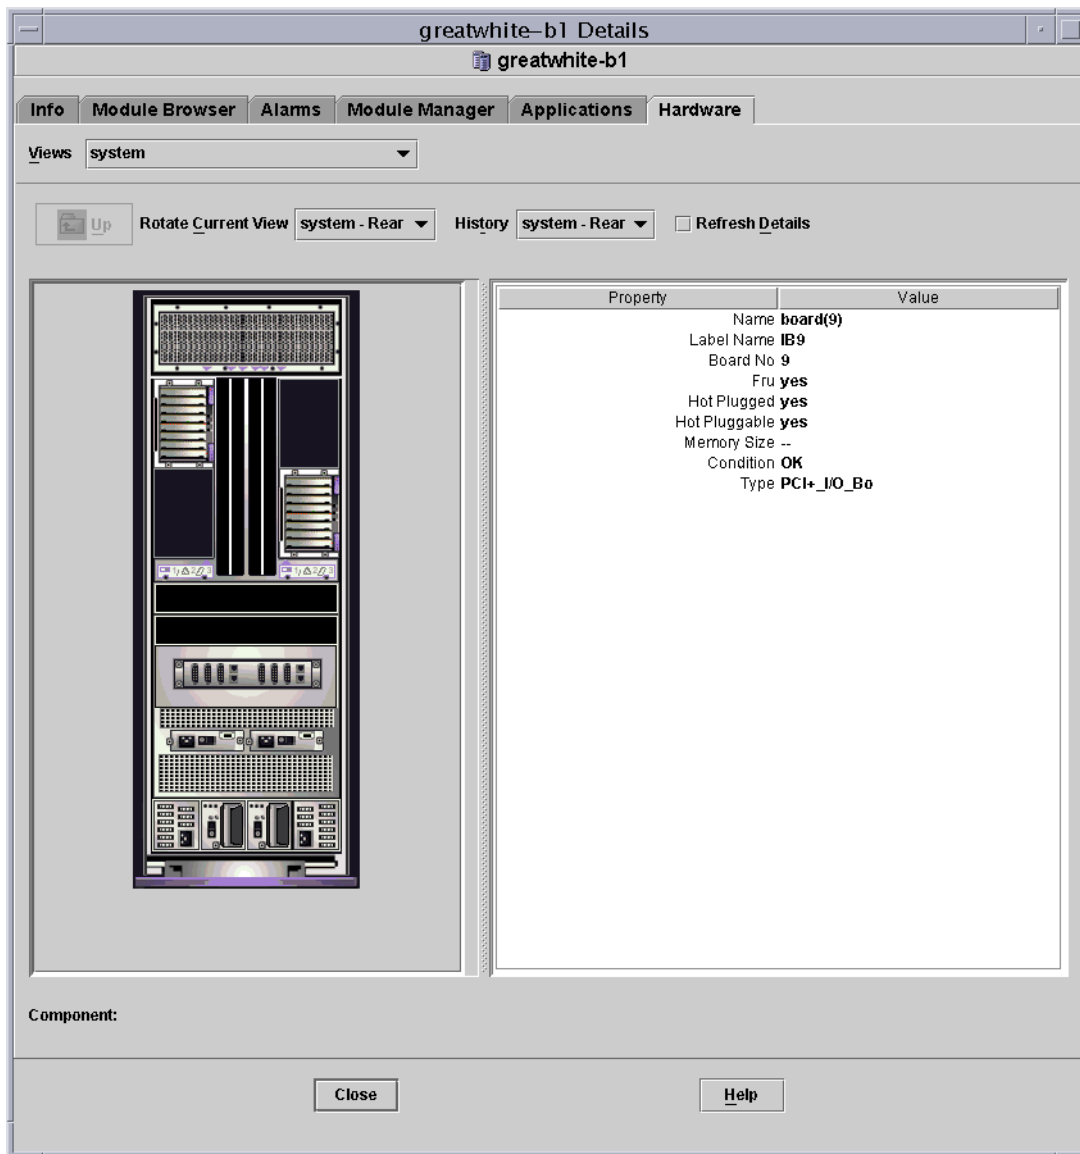 greatwhite–b1 Details
greatwhite-b1
Info Module Browser Alarms Module Manager Applications Hardware
Views system
Up Rotate Current View system - Rear History system - Rear Refresh Details
Property Value
Name board(9)
Label Name IB9
Board No 9
Fru yes
Hot Plugged yes
Hot Pluggable yes
Memory Size --
Condition OK
Type PCI+_I/O_Bo
Component:
Close Help